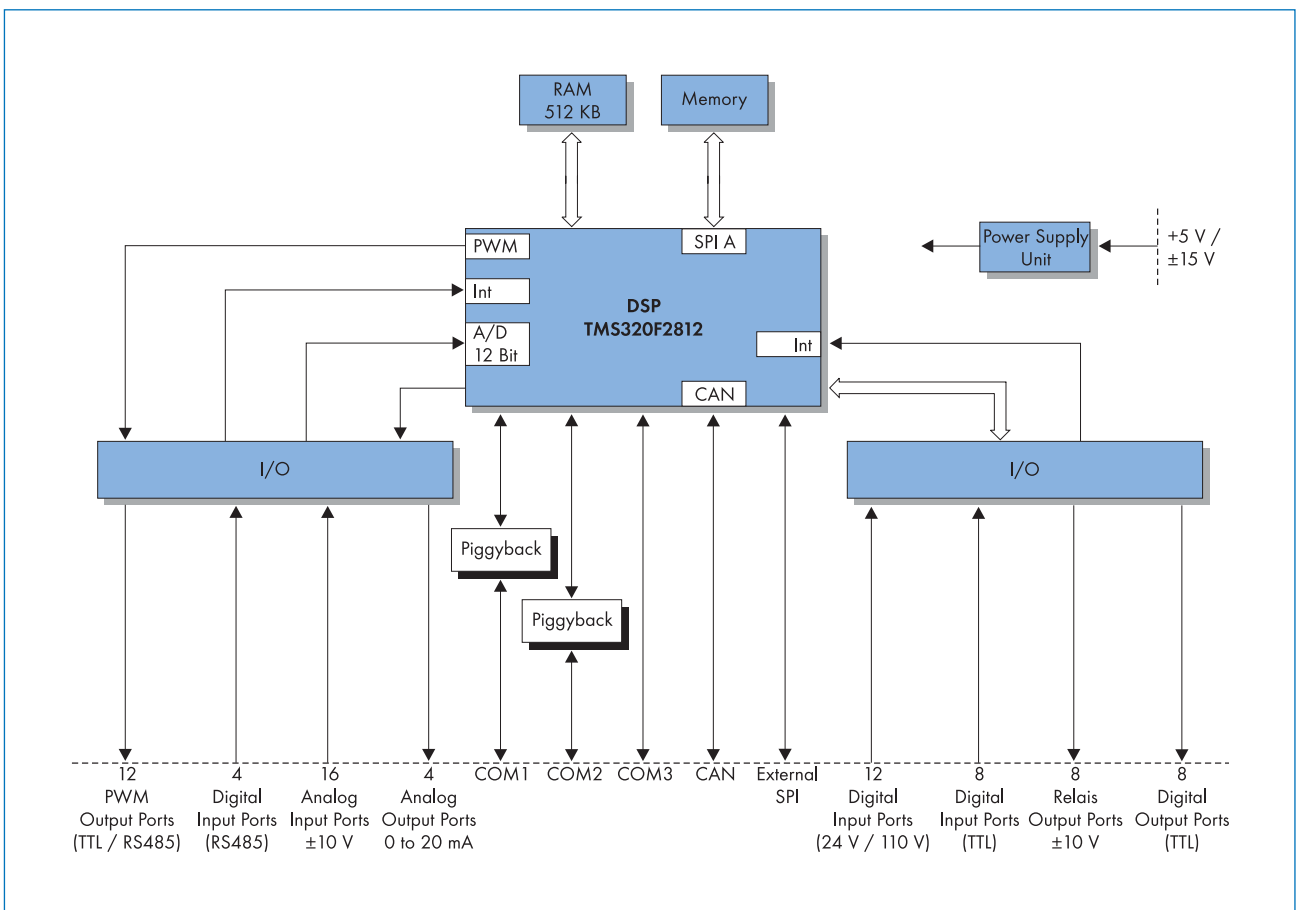 RAM
512 KB
Memory
PWM
SPI A
Power Supply
Unit
+5 V /
±15 V
Int
DSP
TMS320F2812
A/D
12 Bit
Int
CAN
I/O
I/O
Piggyback
Piggyback
12
PWM
Output Ports
(TTL / RS485)
4
Digital
Input Ports
(RS485)
16
Analog
Input Ports
±10 V
4
Analog
Output Ports
0 to 20 mA
COM1
COM2
COM3
CAN
External
SPI
12
Digital
Input Ports
(24 V / 110 V)
8
Digital
Input Ports
(TTL)
8
Relais
Output Ports
±10 V
8
Digital
Output Ports
(TTL)